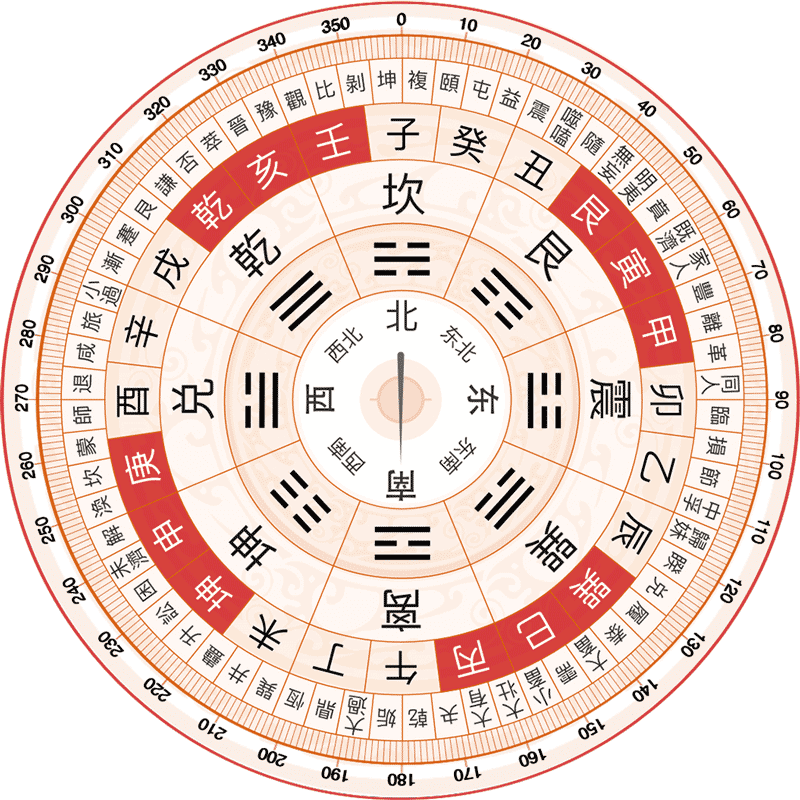 0 10 20 30 40 50 60 70 80 90 100 110 120 130 140 150 160 170 180 190 200 210 220 230 240 250 260 270 280 290 300 310 320 330 340 350
複 頤 屯 益 震 噬嗑 隨 無妄 明夷 賁 既濟 家人 豐 離 革 同人 臨 損 節 中孚 歸妹 睽 兑 履 泰 大畜 需 小畜 大壯 大有 夬 乾 姤 大過 鼎 恆 巽 井 蠱 升 訟 困 未濟 解 渙 坎 蒙 師 退 咸 旅 小過 漸 蹇 艮 謙 否 萃 晉 豫 觀 比 剝 坤
子 癸 丑 艮 寅 甲 卯 乙 辰 巽 巳 丙 午 丁 未 坤 申 庚 酉 辛 戌 乾 亥 壬
坎 艮 震 巽 离 坤 兑 乾
☵ ☶ ☳ ☴ ☲ ☷ ☱ ☰
北 东北 东 东南 南 西南 西 西北